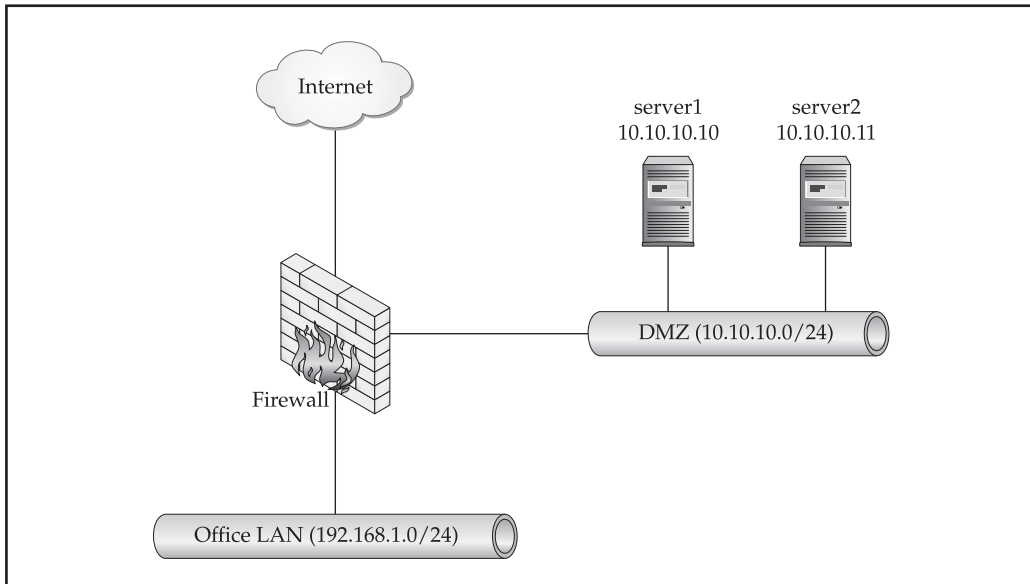 Internet
server1
10.10.10.10
server2
10.10.10.11
DMZ (10.10.10.0/24)
Firewall
Office LAN (192.168.1.0/24)